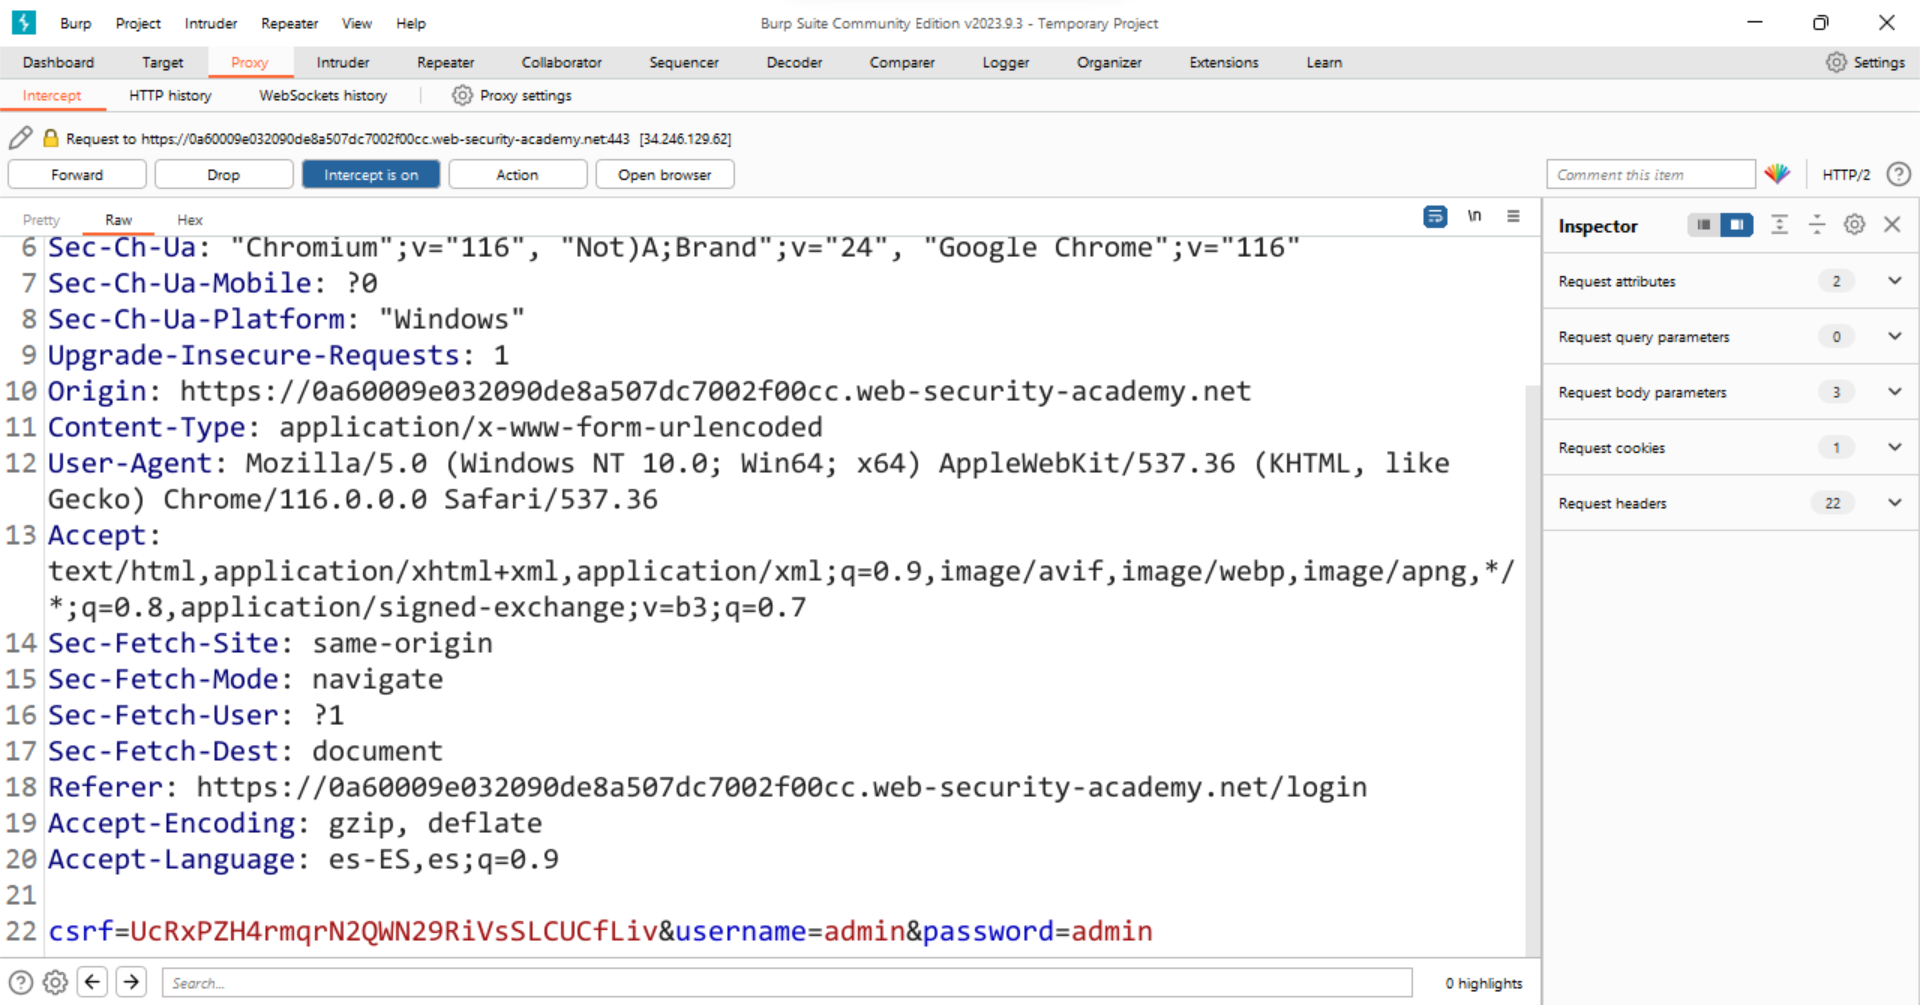 Burp Project Intruder Repeater View Help Burp Suite Community Edition v2023.9.3 - Temporary Project
Dashboard Target Proxy Intruder Repeater Collaborator Sequencer Decoder Comparer Logger Organizer Extensions Learn Settings
Intercept HTTP history WebSockets history Proxy settings
Request to https://0a60009e032090de8a507dc7002f00cc.web-security-academy.net:443 [34.246.129.62]
Forward Drop Intercept is on Action Open browser Comment this item HTTP/2
Pretty Raw Hex \n Inspector
6 Sec-Ch-Ua: "Chromium";v="116", "Not)A;Brand";v="24", "Google Chrome";v="116"
7 Sec-Ch-Ua-Mobile: ?0
8 Sec-Ch-Ua-Platform: "Windows"
9 Upgrade-Insecure-Requests: 1
10 Origin: https://0a60009e032090de8a507dc7002f00cc.web-security-academy.net
11 Content-Type: application/x-www-form-urlencoded
12 User-Agent: Mozilla/5.0 (Windows NT 10.0; Win64; x64) AppleWebKit/537.36 (KHTML, like
Gecko) Chrome/116.0.0.0 Safari/537.36
13 Accept:
text/html,application/xhtml+xml,application/xml;q=0.9,image/avif,image/webp,image/apng,*/
*;q=0.8,application/signed-exchange;v=b3;q=0.7
14 Sec-Fetch-Site: same-origin
15 Sec-Fetch-Mode: navigate
16 Sec-Fetch-User: ?1
17 Sec-Fetch-Dest: document
18 Referer: https://0a60009e032090de8a507dc7002f00cc.web-security-academy.net/login
19 Accept-Encoding: gzip, deflate
20 Accept-Language: es-ES,es;q=0.9
21
22 csrf=UcRxPZH4rmqrN2QWN29RiVsSLCUCfLiv&username=admin&password=admin
Request attributes 2
Request query parameters 0
Request body parameters 3
Request cookies 1
Request headers 22
Search... 0 highlights